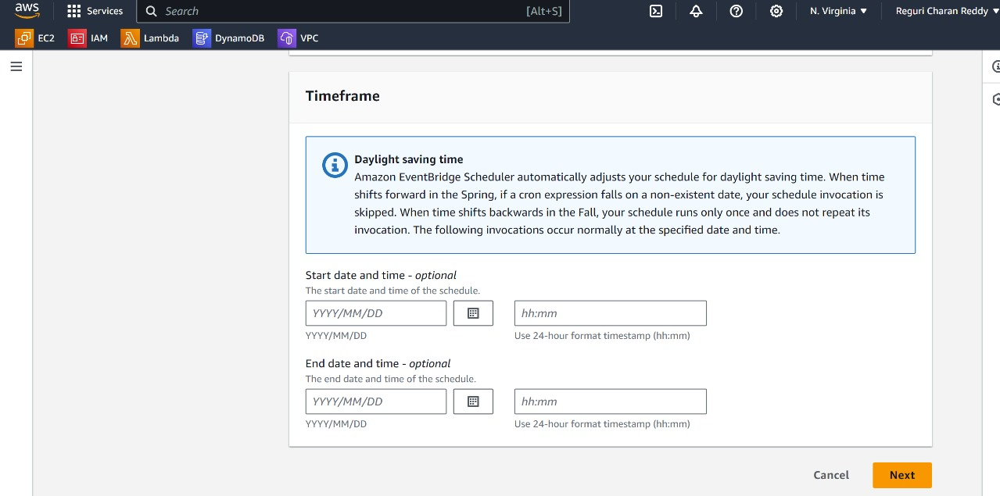 aws
Services
Search
[Alt+S]
N. Virginia
Reguri Charan Reddy
EC2
IAM
Lambda
DynamoDB
VPC
Timeframe
Daylight saving time
Amazon EventBridge Scheduler automatically adjusts your schedule for daylight saving time. When time
shifts forward in the Spring, if a cron expression falls on a non-existent date, your schedule invocation is
skipped. When time shifts backwards in the Fall, your schedule runs only once and does not repeat its
invocation. The following invocations occur normally at the specified date and time.
Start date and time - optional
The start date and time of the schedule.
YYYY/MM/DD
hh:mm
YYYY/MM/DD
Use 24-hour format timestamp (hh:mm)
End date and time - optional
The end date and time of the schedule.
YYYY/MM/DD
hh:mm
YYYY/MM/DD
Use 24-hour format timestamp (hh:mm)
Cancel
Next